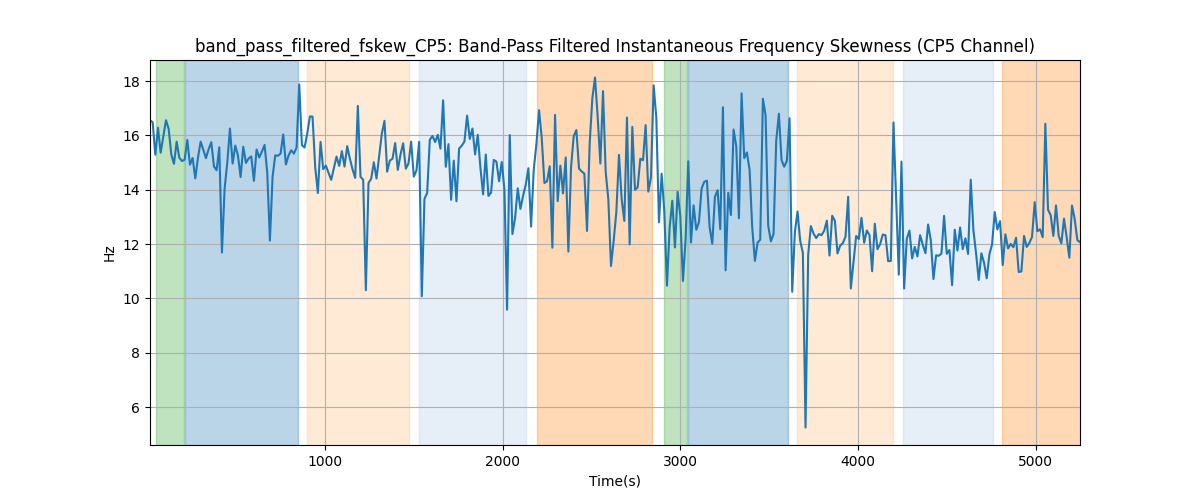 band_pass_filtered_fskew_CP5: Band-Pass Filtered Instantaneous Frequency Skewness (CP5 Channel)
18
16
14
12
10
8
6
Hz
1000 2000 3000 4000 5000
Time(s)